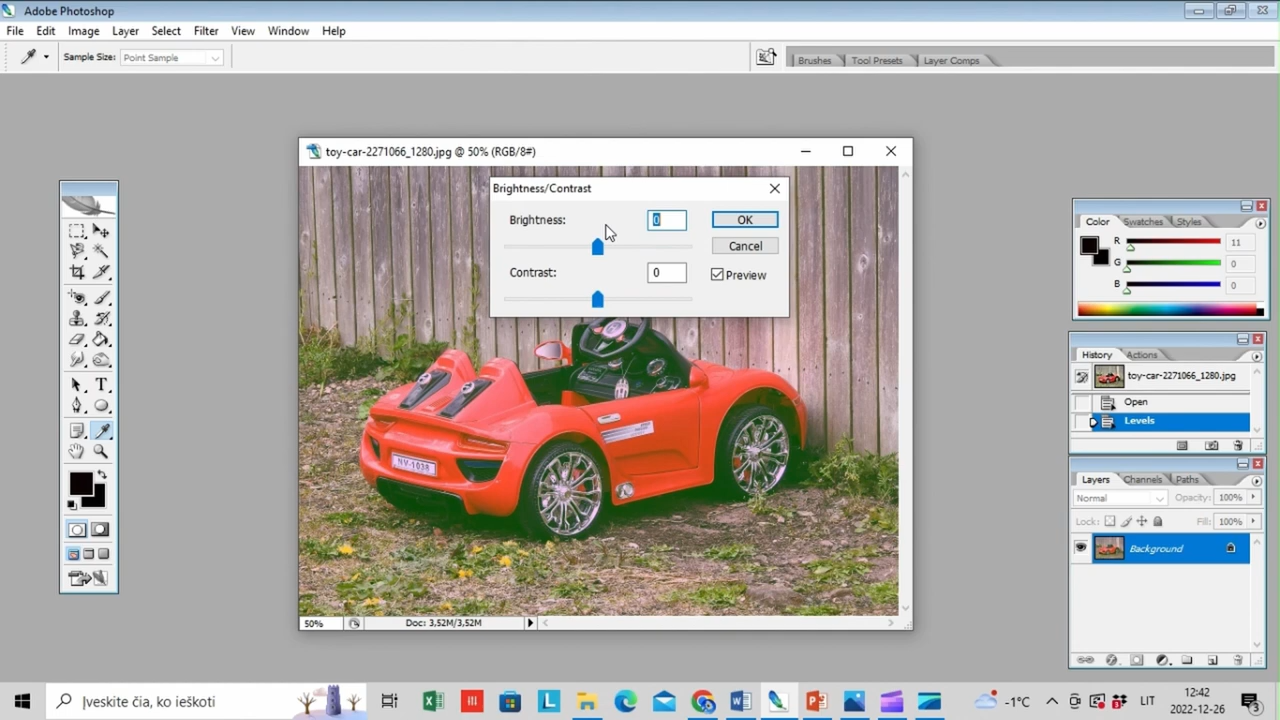 Adobe Photoshop
File Edit Image Layer Select Filter View Window Help
Sample Size: Point Sample
Brushes Tool Presets Layer Comps
toy-car-2271066_1280.jpg @ 50% (RGB/8#)
Brightness/Contrast
Brightness: 0 OK
Cancel
Contrast: 0 Preview
NV-1038
50% Doc: 3,52M/3,52M
Color Swatches Styles
R 11
G 0
B 0
History Actions
toy-car-2271066_1280.jpg
Open
Levels
Layers Channels Paths
Normal Opacity: 100%
Lock: Fill: 100%
Background
T
Įveskite čia, ko ieškoti
-1°C LIT 12:42
2022-12-26 3